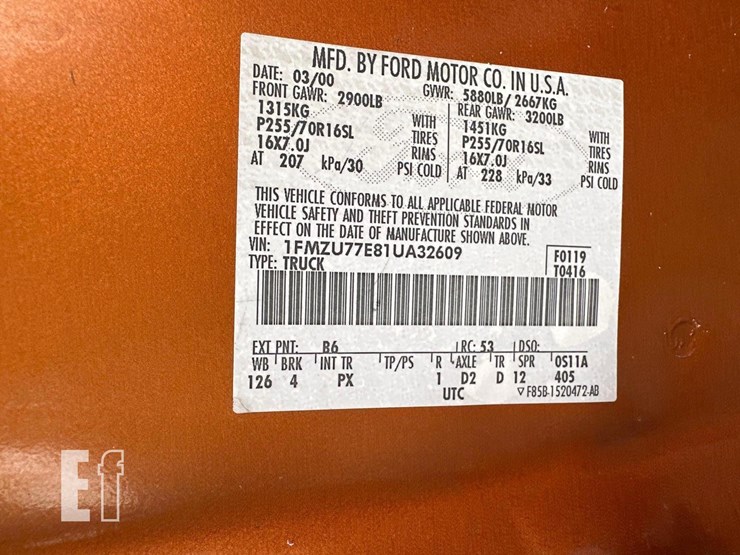 MFD. BY FORD MOTOR CO. IN U.S.A.
DATE: 03/00 GVWR: 5880LB/ 2667KG
FRONT GAWR: 2900LB REAR GAWR: 3200LB
1315KG WITH 1451KG WITH
P255/70R16SL TIRES P255/70R16SL TIRES
16X7.0J RIMS 16X7.0J RIMS
AT 207 kPa/30 PSI COLD AT 228 kPa/33 PSI COLD
THIS VEHICLE CONFORMS TO ALL APPLICABLE FEDERAL MOTOR
VEHICLE SAFETY AND THEFT PREVENTION STANDARDS IN
EFFECT ON THE DATE OF MANUFACTURE SHOWN ABOVE.
VIN: 1FMZU77E81UA32609 F0119
TYPE: TRUCK T0416
EXT PNT: B6 RC: 53 DSO:
WB BRK INT TR TP/PS R AXLE TR SPR 0S11A
126 4 PX 1 D2 D 12 405
UTC ▽ F85B-1520472-AB
Ef